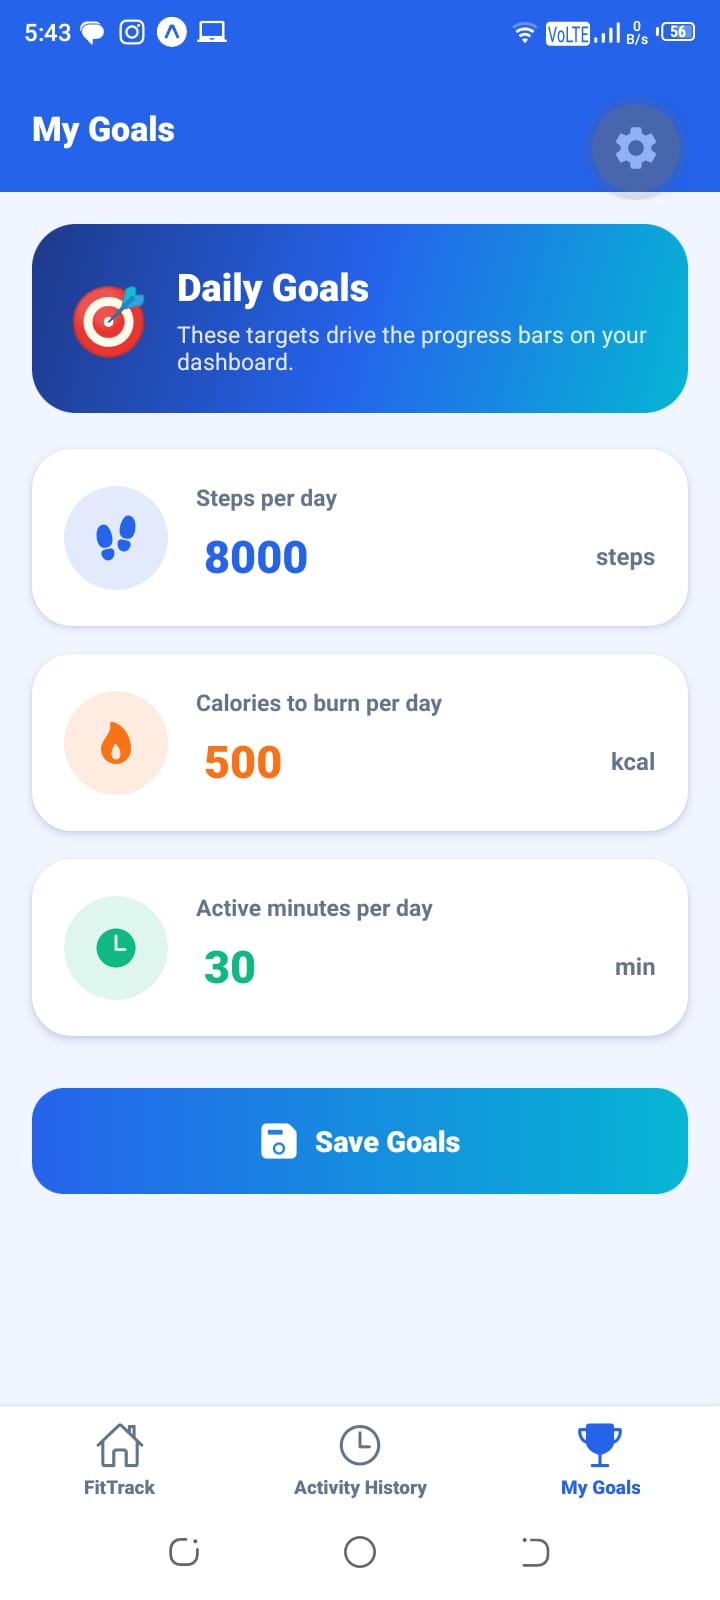 5:43
VoLTE
0
B/s
56
My Goals
Daily Goals
These targets drive the progress bars on your
dashboard.
Steps per day
8000
steps
Calories to burn per day
500
kcal
Active minutes per day
30
min
Save Goals
FitTrack
Activity History
My Goals